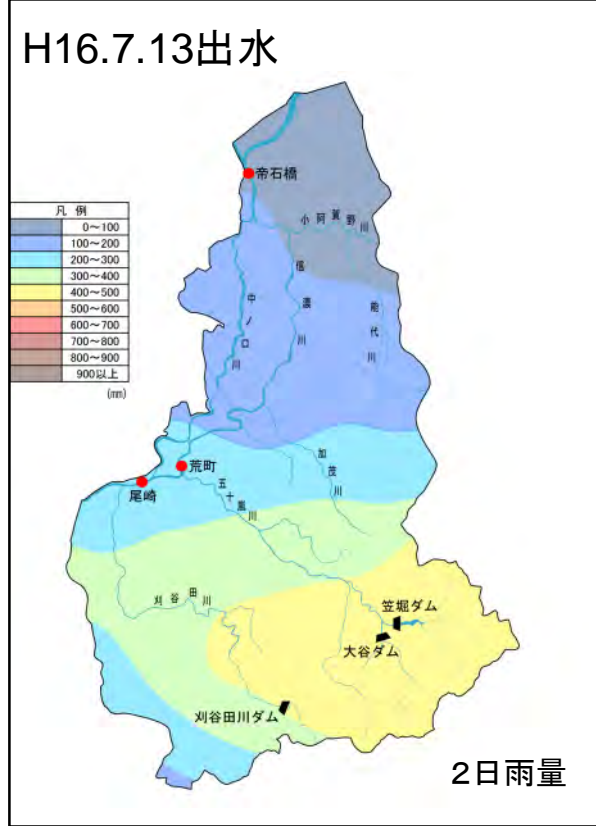 H16.7.13出水
帝石橋
凡 例
0～100
100～200
200～300
300～400
400～500
500～600
600～700
700～800
800～900
900以上
(mm)
小阿賀野川
信濃川
中ノ口川
能代川
加茂川
荒町
尾崎
五十嵐川
刈谷田川
笠堀ダム
大谷ダム
刈谷田川ダム
2日雨量